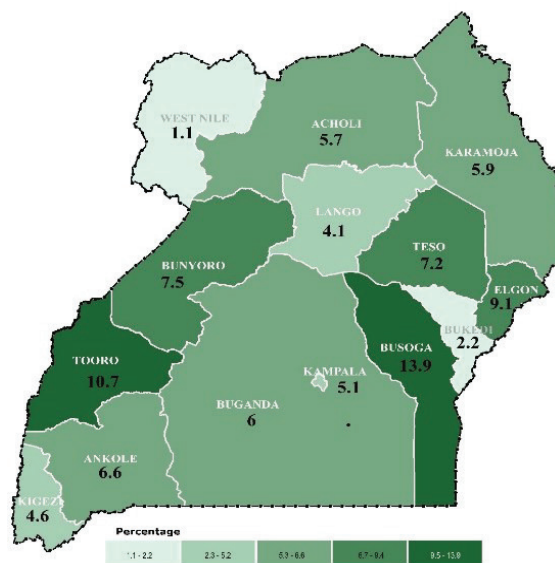 WEST NILE
1.1
ACHOLI
5.7
KARAMOJA
5.9
LANGO
4.1
TESO
7.2
BUNYORO
7.5
ELGON
9.1
BUKEDI
2.2
TOORO
10.7
BUSOGA
13.9
KAMPALA
5.1
BUGANDA
6
ANKOLE
6.6
KIGEZI
4.6
Percentage
1.1 - 2.2
2.3 - 5.2
5.3 - 6.6
6.7 - 9.4
9.5 - 13.9